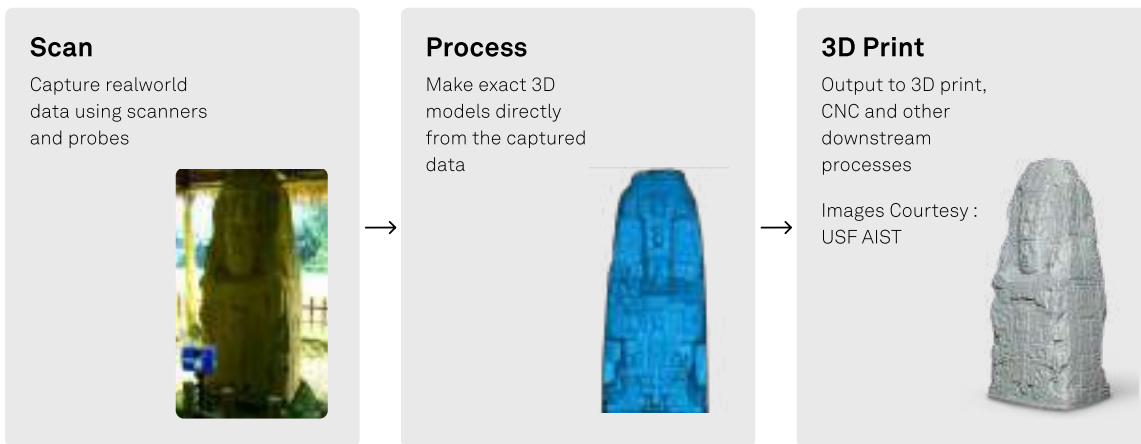 Scan
Capture realworld
data using scanners
and probes
Process
Make exact 3D
models directly
from the captured
data
3D Print
Output to 3D print,
CNC and other
downstream
processes
Images Courtesy :
USF AIST